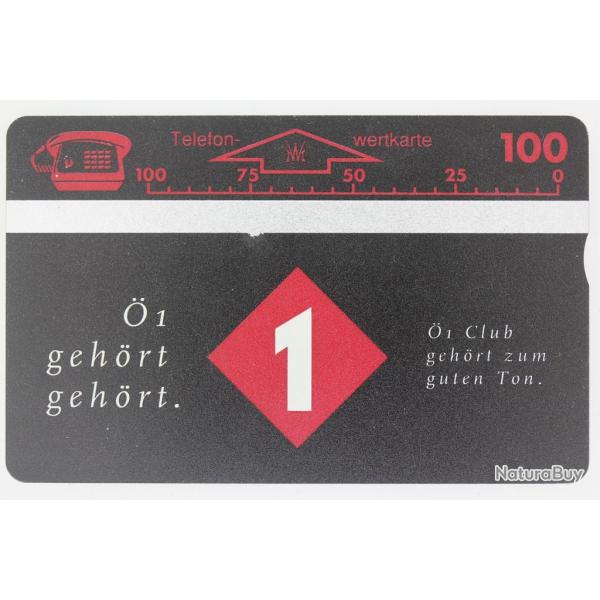 Telefon- wertkarte 100
100 75 50 25 0
Ö1
gehört
gehört.
1
Ö1 Club
gehört zum
guten Ton.
NaturaBuy